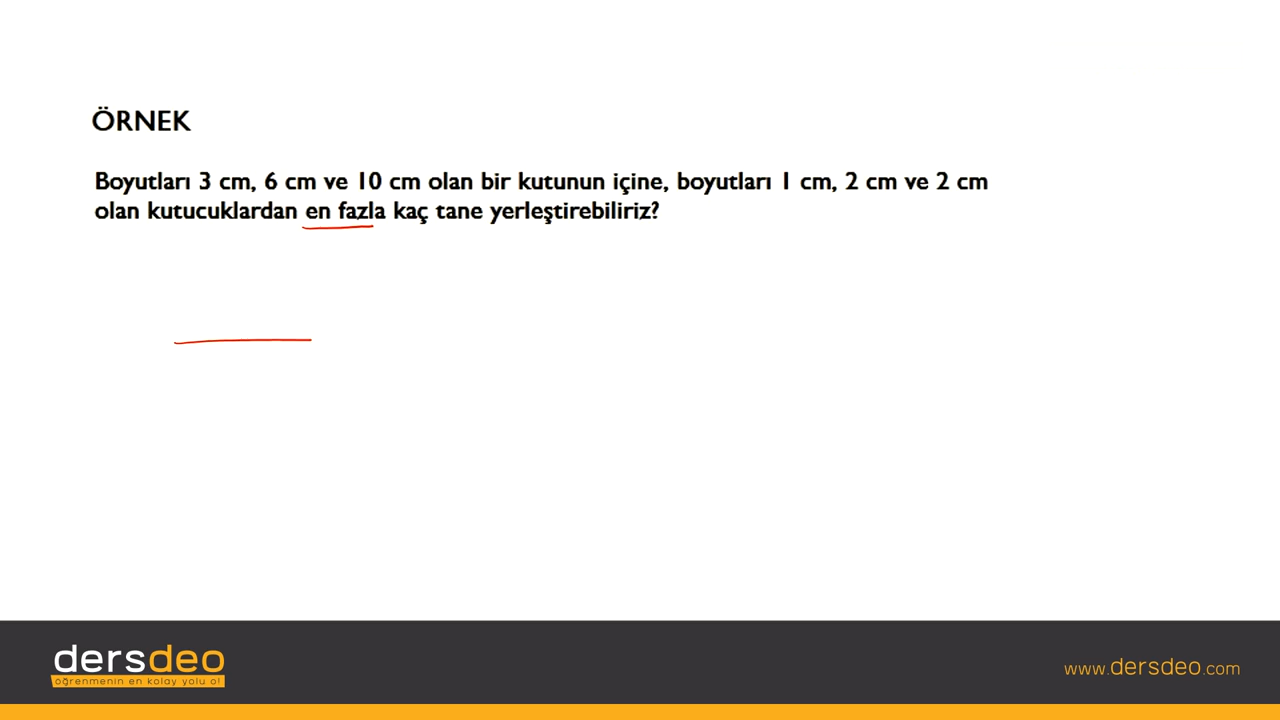 ÖRNEK
Boyutları 3 cm, 6 cm ve 10 cm olan bir kutunun içine, boyutları 1 cm, 2 cm ve 2 cm
olan kutucuklardan en fazla kaç tane yerleştirebiliriz?
dersdeo
öğrenmenin en kolay yolu o!
www.dersdeo.com